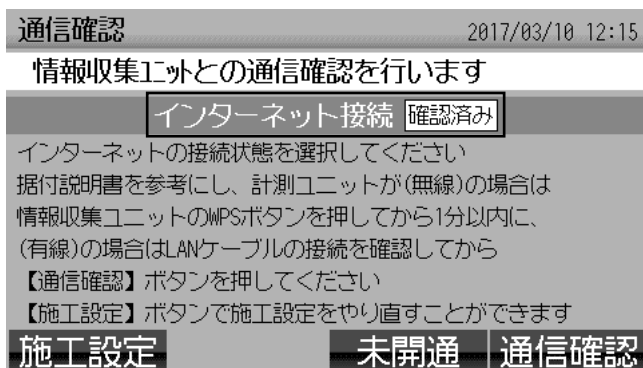 通信確認 2017/03/10 12:15
情報収集ﾕﾆｯﾄとの通信確認を行います
インターネット接続 確認済み
インターネットの接続状態を選択してください
据付説明書を参考にし、計測ユニットが(無線)の場合は
情報収集ユニットのWPSボタンを押してから1分以内に、
(有線)の場合はLANケーブルの接続を確認してから
【通信確認】ボタンを押してください
【施工設定】ボタンで施工設定をやり直すことができます
施工設定 未開通 通信確認